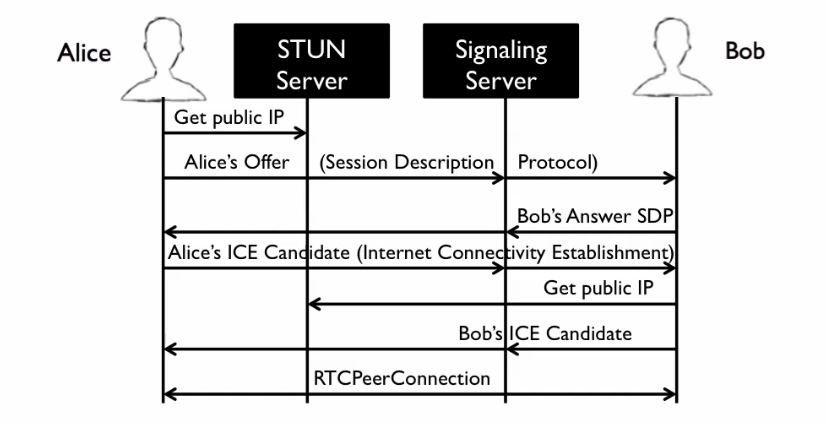 Alice
STUN
Server
Signaling
Server
Bob
Get public IP
Alice's Offer (Session Description Protocol)
Bob's Answer SDP
Alice's ICE Candidate (Internet Connectivity Establishment)
Get public IP
Bob's ICE Candidate
RTCPeerConnection